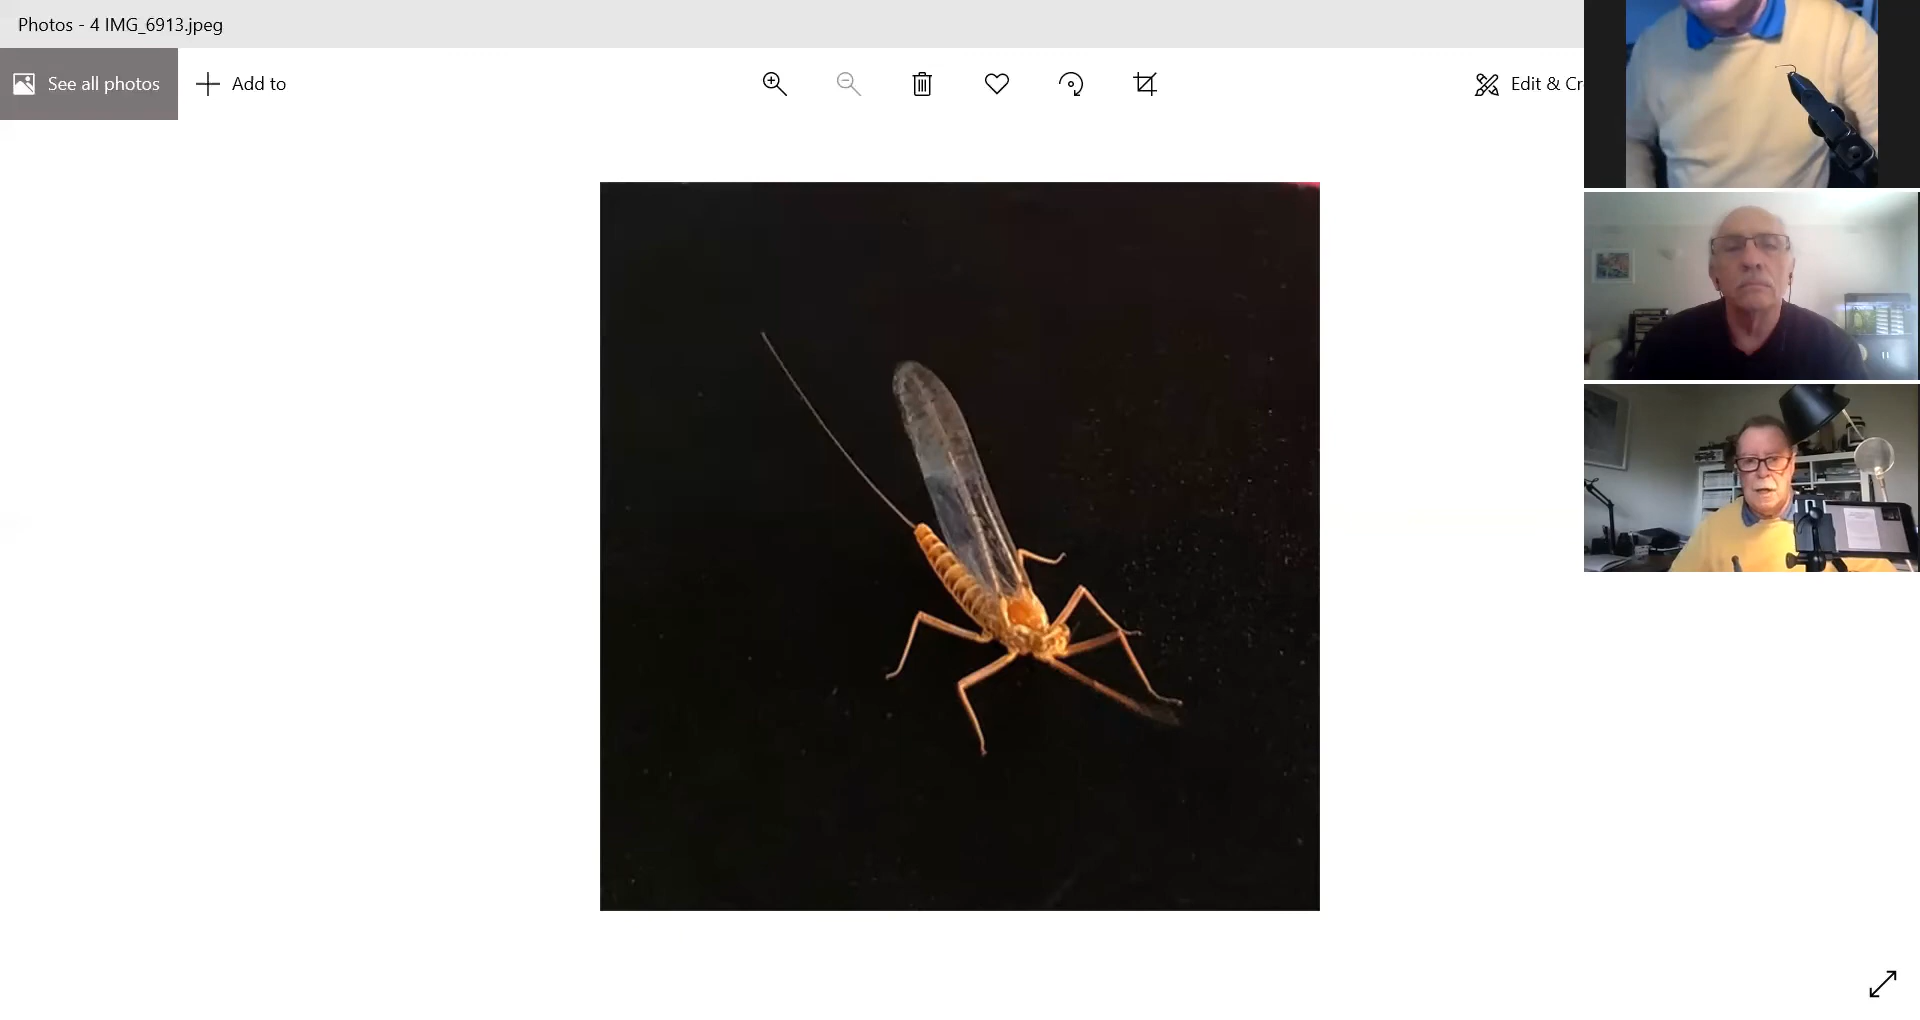 Photos - 4 IMG_6913.jpeg
See all photos
Add to
Edit & Cr